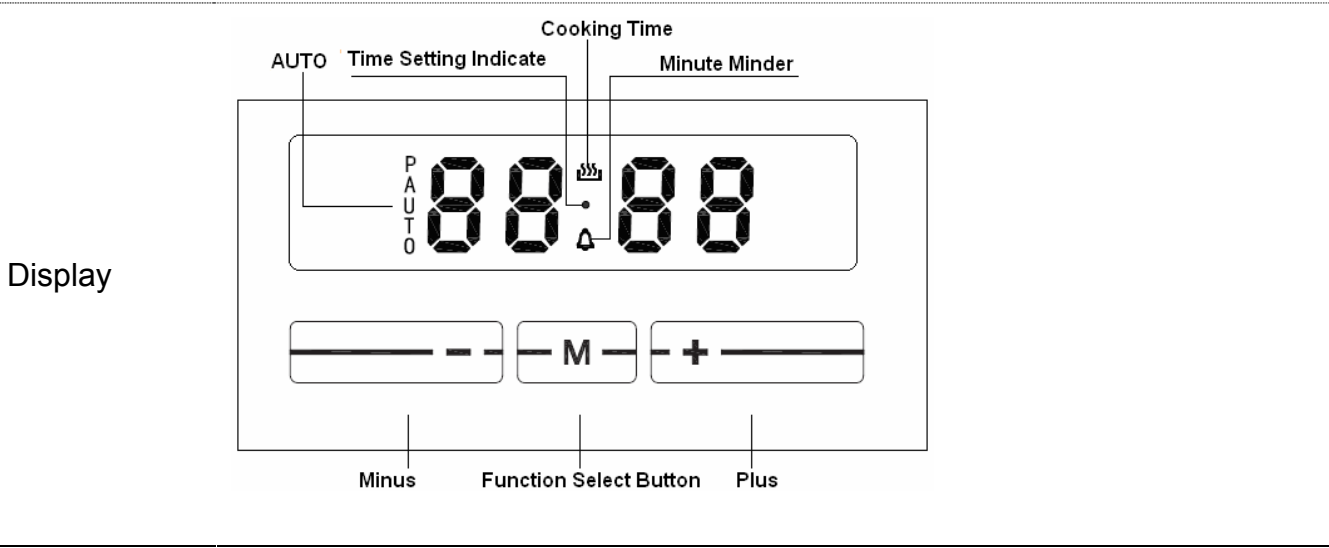 Cooking Time
AUTO Time Setting Indicate Minute Minder
P
A
U
T
O
88 88
Display
- M +
Minus Function Select Button Plus